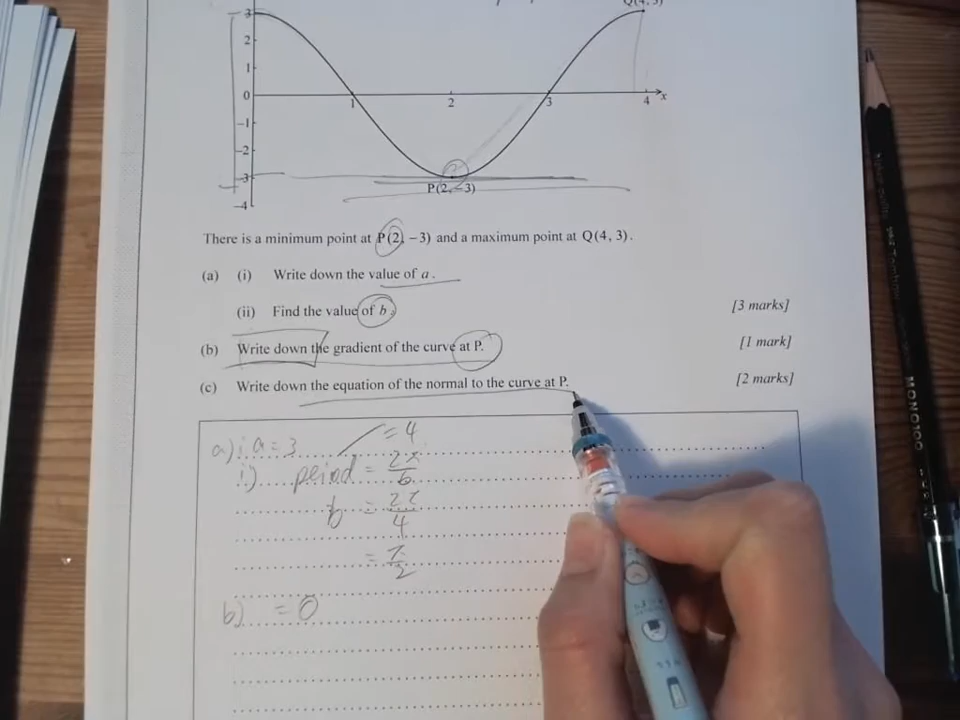 Q(4, 3)
3
2
1
0
1
2
3
4
x
-1
-2
-3
-4
P(2, -3)
There is a minimum point at P(2, -3) and a maximum point at Q(4, 3).
(a) (i) Write down the value of a.
(ii) Find the value of b. [3 marks]
(b) Write down the gradient of the curve at P. [1 mark]
(c) Write down the equation of the normal to the curve at P. [2 marks]
a) i. a = 3 = 4
i) period = 2π/b
b = 2π/4
= π/2
b) = 0
MONO100